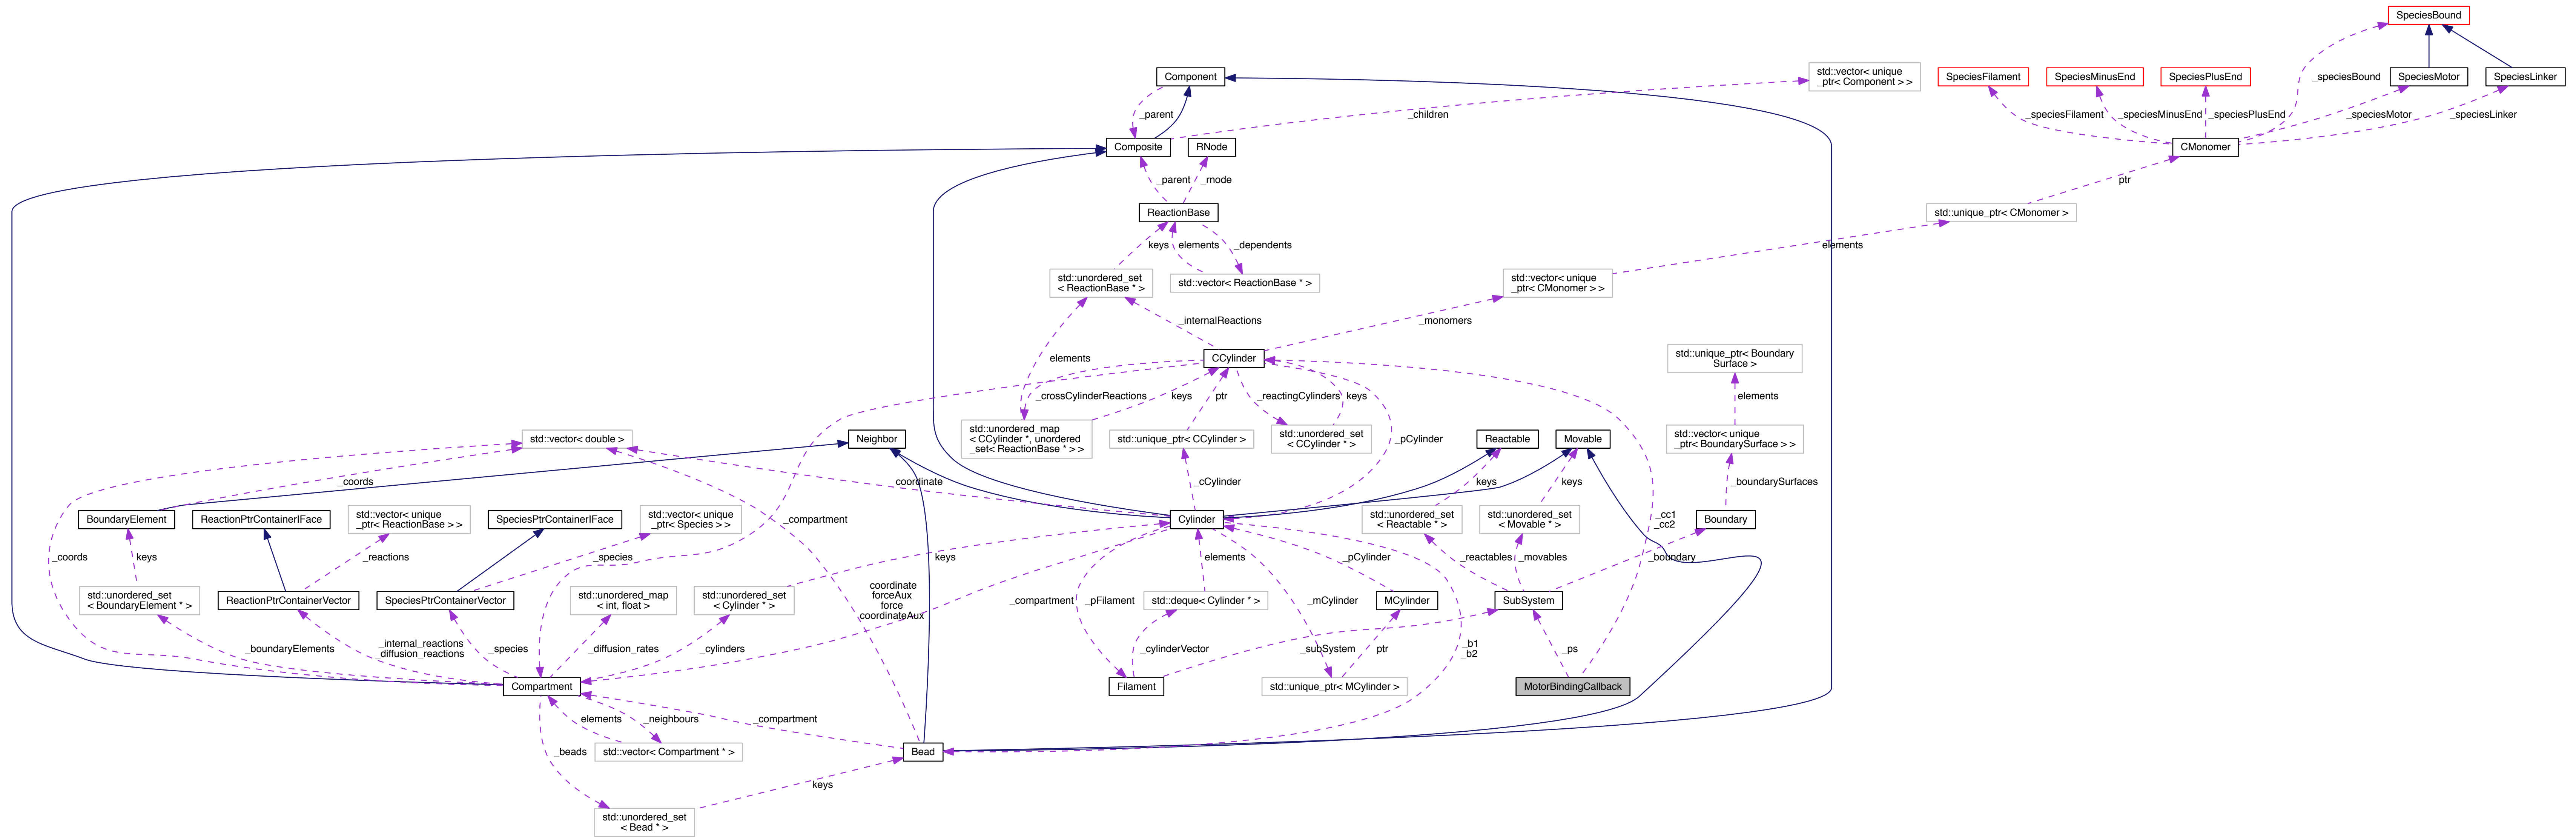 SpeciesBound
Component
std::vector< unique
_ptr< Component > >
SpeciesFilament
SpeciesMinusEnd
SpeciesPlusEnd
_speciesBound
SpeciesMotor
SpeciesLinker
_parent
_children
_speciesFilament
_speciesMinusEnd
_speciesPlusEnd
_speciesMotor
_speciesLinker
Composite
RNode
CMonomer
_parent
_rnode
ptr
ReactionBase
std::unique_ptr< CMonomer >
keys
elements
_dependents
elements
std::unordered_set
< ReactionBase * >
std::vector< ReactionBase * >
std::vector< unique
_ptr< CMonomer > >
_internalReactions
_monomers
elements
CCylinder
std::unique_ptr< Boundary
Surface >
_crossCylinderReactions
keys
ptr
_reactingCylinders
keys
elements
std::unordered_map
< CCylinder *, unordered
_set< ReactionBase * > >
std::unique_ptr< CCylinder >
std::unordered_set
< CCylinder * >
_pCylinder
std::vector< double >
Neighbor
Reactable
Movable
std::vector< unique
_ptr< BoundarySurface > >
_coords
coordinate
_cCylinder
keys
keys
_boundarySurfaces
BoundaryElement
ReactionPtrContainerIFace
std::vector< unique
_ptr< ReactionBase > >
SpeciesPtrContainerIFace
std::vector< unique
_ptr< Species > >
_compartment
Cylinder
std::unordered_set
< Reactable * >
std::unordered_set
< Movable * >
_cc1
_cc2
Boundary
_coords
keys
_reactions
_species
keys
elements
_pCylinder
_reactables
_movables
_boundary
std::unordered_set
< BoundaryElement * >
ReactionPtrContainerVector
SpeciesPtrContainerVector
std::unordered_map
< int, float >
std::unordered_set
< Cylinder * >
coordinate
forceAux
force
coordinateAux
_compartment
_pFilament
std::deque< Cylinder * >
_mCylinder
MCylinder
SubSystem
_boundaryElements
_internal_reactions
_diffusion_reactions
_species
_diffusion_rates
_cylinders
_cylinderVector
_subSystem
ptr
_b1
_b2
_ps
Compartment
Filament
std::unique_ptr< MCylinder >
MotorBindingCallback
elements
_neighbours
_compartment
_beads
std::vector< Compartment * >
Bead
keys
std::unordered_set
< Bead * >